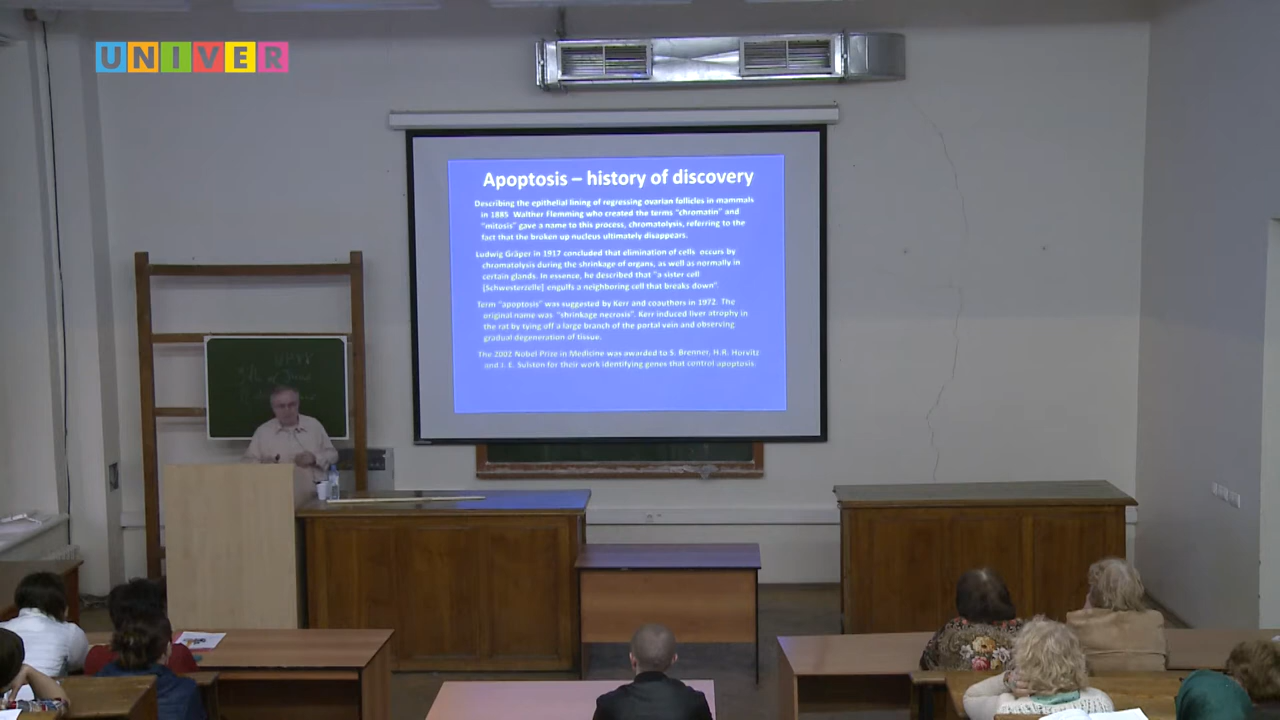 UNIVER
Apoptosis – history of discovery
Describing the epithelial lining of regressing ovarian follicles in mammals
in 1885 Walther Flemming who created the terms "chromatin" and
"mitosis" gave a name to this process, chromatolysis, referring to the
fact that the broken up nucleus ultimately disappears.
Ludwig Gräper in 1917 concluded that elimination of cells occurs by
chromatolysis during the shrinkage of organs, as well as normally in
certain glands. In essence, he described that "a sister cell
[Schwesterzelle] engulfs a neighboring cell that breaks down".
Term "apoptosis" was suggested by Kerr and coauthors in 1972. The
original name was "shrinkage necrosis". Kerr induced liver atrophy in
the rat by tying off a large branch of the portal vein and observing
gradual degeneration of tissue.
The 2002 Nobel Prize in Medicine was awarded to S. Brenner, H.R. Horvitz
and J. E. Sulston for their work identifying genes that control apoptosis.